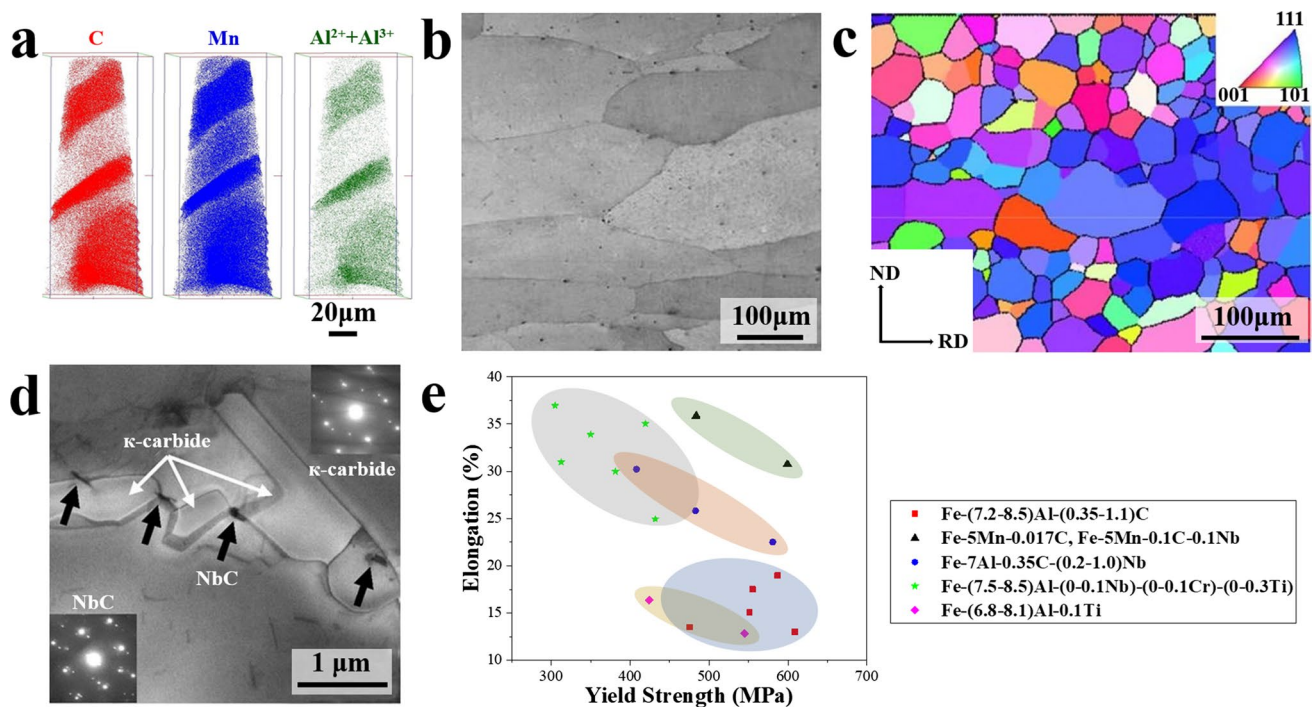 a
C
Mn
Al²⁺+Al³⁺
20μm
b
100μm
c
111
001
101
ND
RD
100μm
d
κ-carbide
κ-carbide
NbC
NbC
1 μm
e
40
35
30
25
20
15
10
Elongation (%)
300
400
500
600
700
Yield Strength (MPa)
Fe-(7.2-8.5)Al-(0.35-1.1)C
Fe-5Mn-0.017C, Fe-5Mn-0.1C-0.1Nb
Fe-7Al-0.35C-(0.2-1.0)Nb
Fe-(7.5-8.5)Al-(0-0.1Nb)-(0-0.1Cr)-(0-0.3Ti)
Fe-(6.8-8.1)Al-0.1Ti